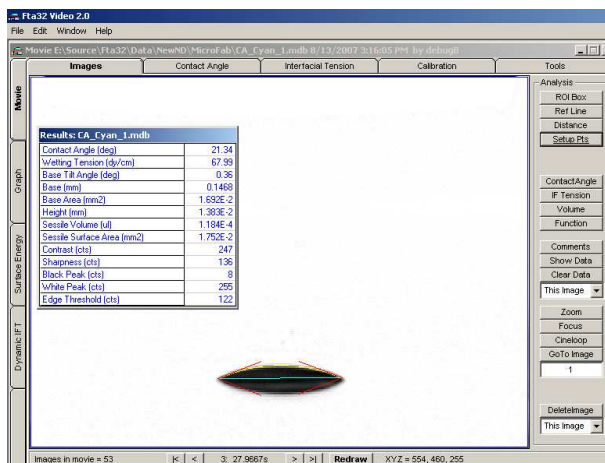 Fta32 Video 2.0
File Edit Window Help
Movie E:\Source\Fta32\Data\NewND\MicroFab\CA_Cyan_1.mdb 8/13/2007 3:16:05 PM by debug8
Images Contact Angle Interfacial Tension Calibration Tools
Movie
Graph
Surface Energy
Dynamic IFT
Results: CA_Cyan_1.mdb
Contact Angle (deg) 21.34
Wetting Tension (dy/cm) 67.99
Base Tilt Angle (deg) 0.36
Base (mm) 0.1468
Base Area (mm2) 1.692E-2
Height (mm) 1.383E-2
Sessile Volume (ul) 1.184E-4
Sessile Surface Area (mm2) 1.752E-2
Contrast (cts) 247
Sharpness (cts) 136
Black Peak (cts) 8
White Peak (cts) 255
Edge Threshold (cts) 122
Analysis
ROI Box
Ref Line
Distance
Setup Pts
ContactAngle
IF Tension
Volume
Function
Comments
Show Data
Clear Data
This Image
Zoom
Focus
Cineloop
GoTo Image
1
DeleteImage
This Image
Images in movie = 53 |< < 3: 27.9667s > >| Redraw XYZ = 554, 460, 255